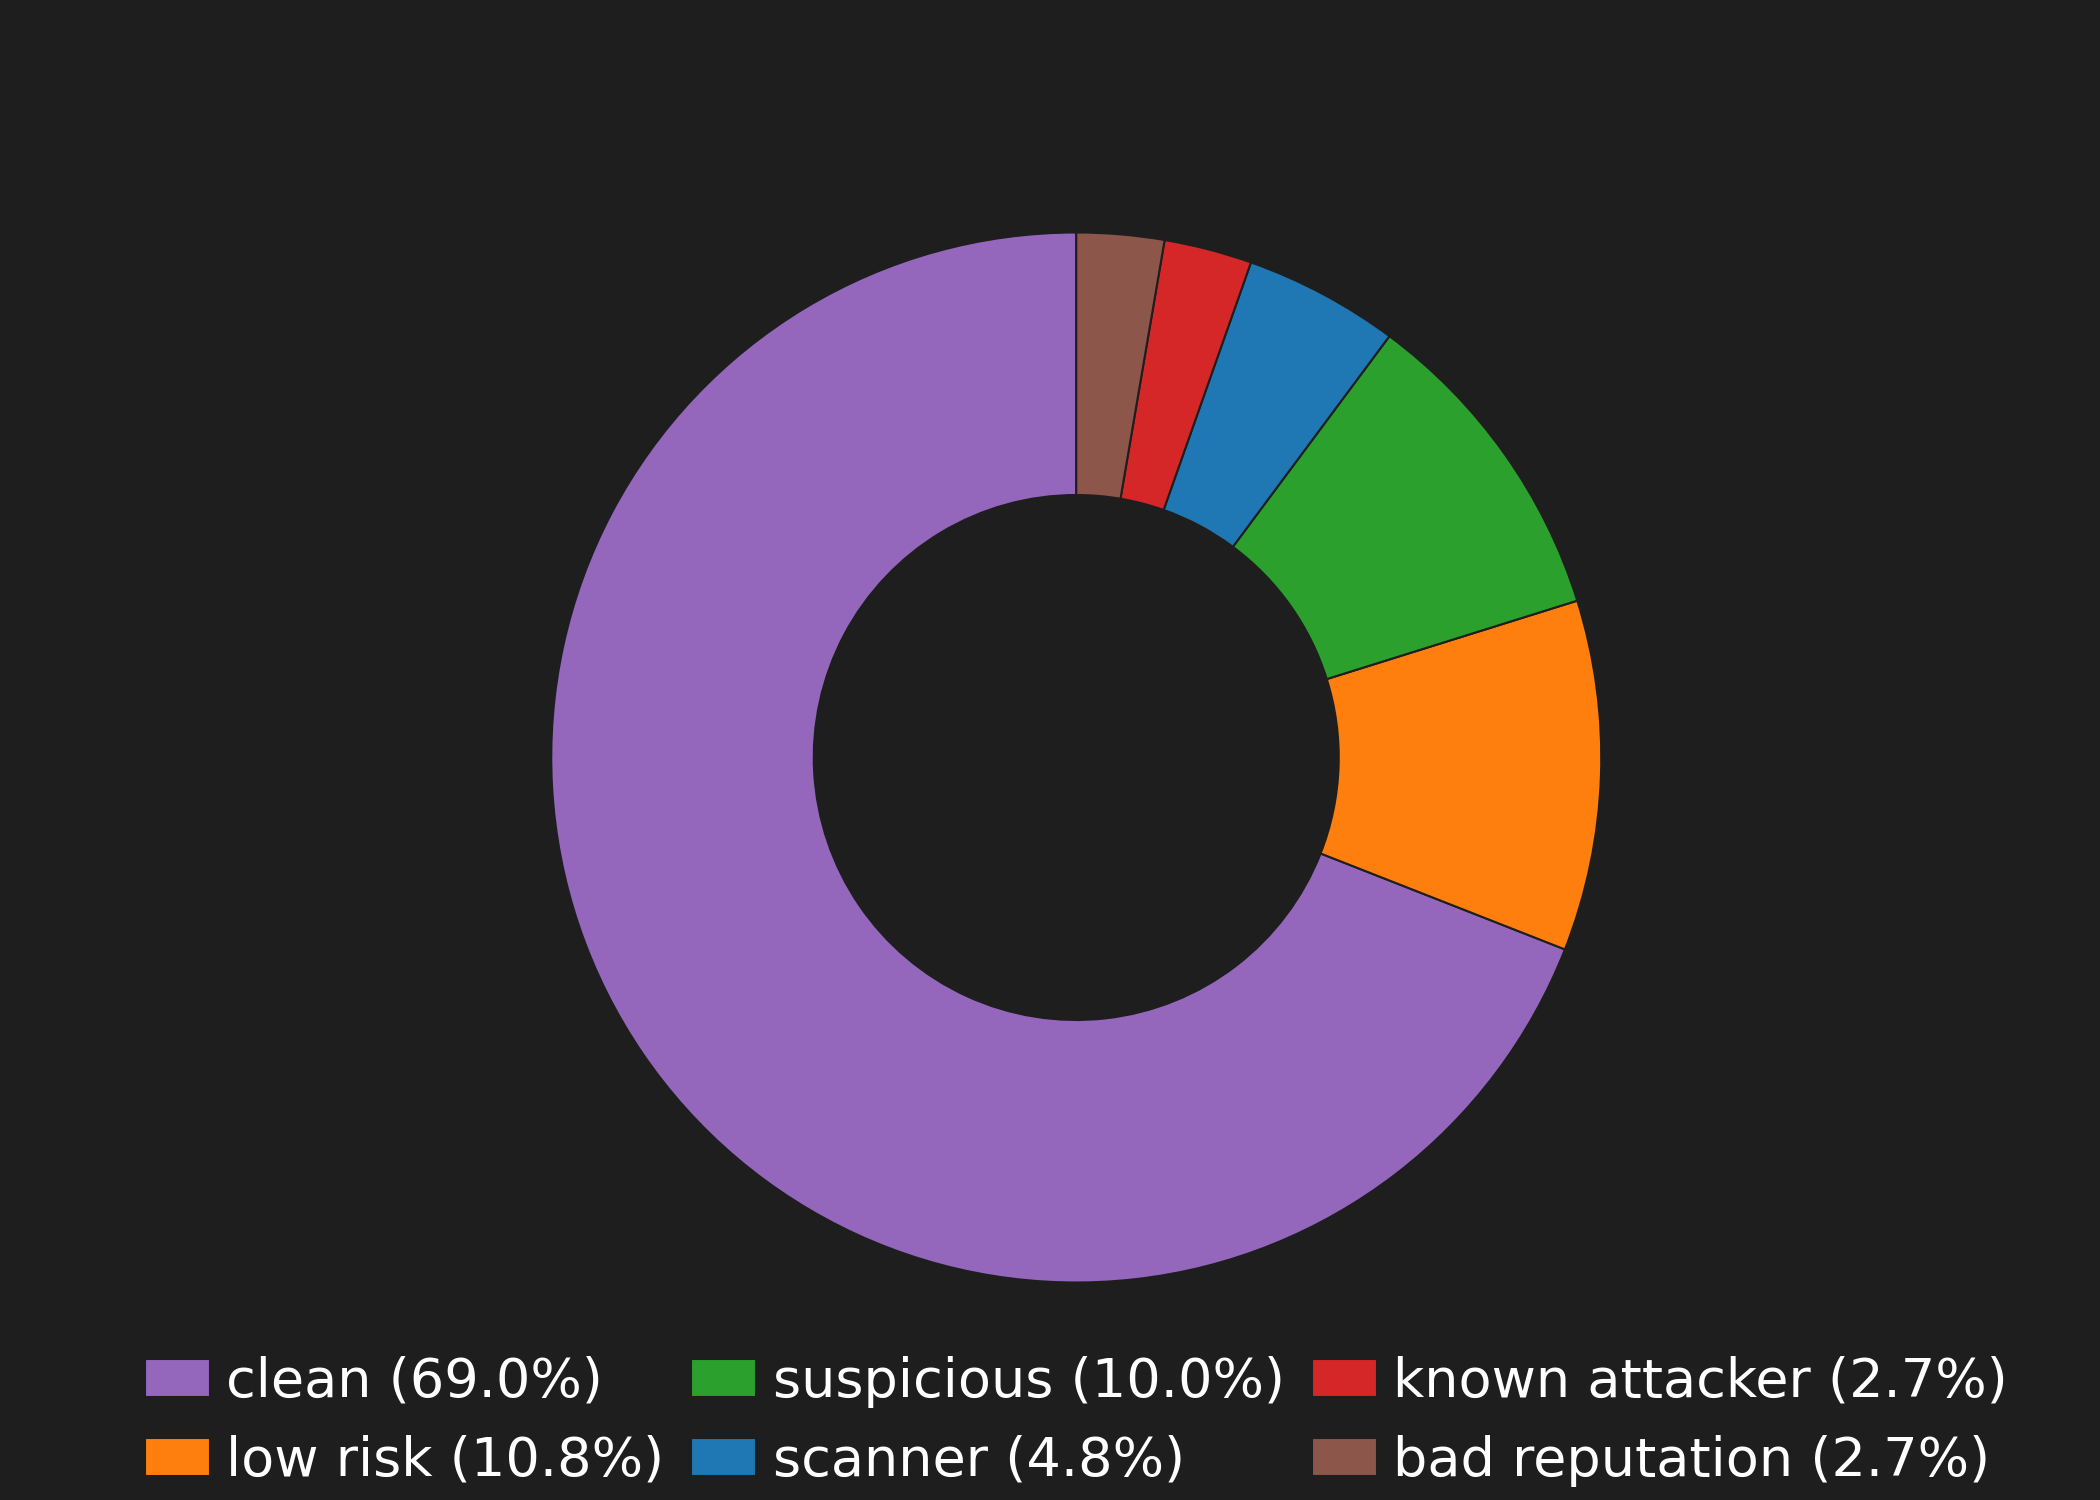 clean (69.0%)
low risk (10.8%)
suspicious (10.0%)
scanner (4.8%)
known attacker (2.7%)
bad reputation (2.7%)